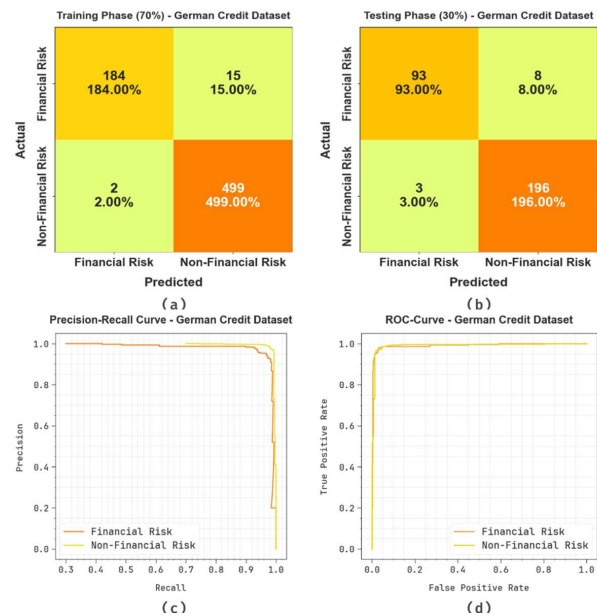 Training Phase (70%) - German Credit Dataset
Actual
Financial Risk
Non-Financial Risk
184
184.00%
15
15.00%
2
2.00%
499
499.00%
Financial Risk
Non-Financial Risk
Predicted
(a)
Testing Phase (30%) - German Credit Dataset
Actual
Financial Risk
Non-Financial Risk
93
93.00%
8
8.00%
3
3.00%
196
196.00%
Financial Risk
Non-Financial Risk
Predicted
(b)
Precision-Recall Curve - German Credit Dataset
Precision
1.0
0.8
0.6
0.4
0.2
0.0
Financial Risk
Non-Financial Risk
0.3 0.4 0.5 0.6 0.7 0.8 0.9 1.0
Recall
(c)
ROC-Curve - German Credit Dataset
True Positive Rate
1.0
0.8
0.6
0.4
0.2
0.0
Financial Risk
Non-Financial Risk
0.0 0.2 0.4 0.6 0.8 1.0
False Positive Rate
(d)